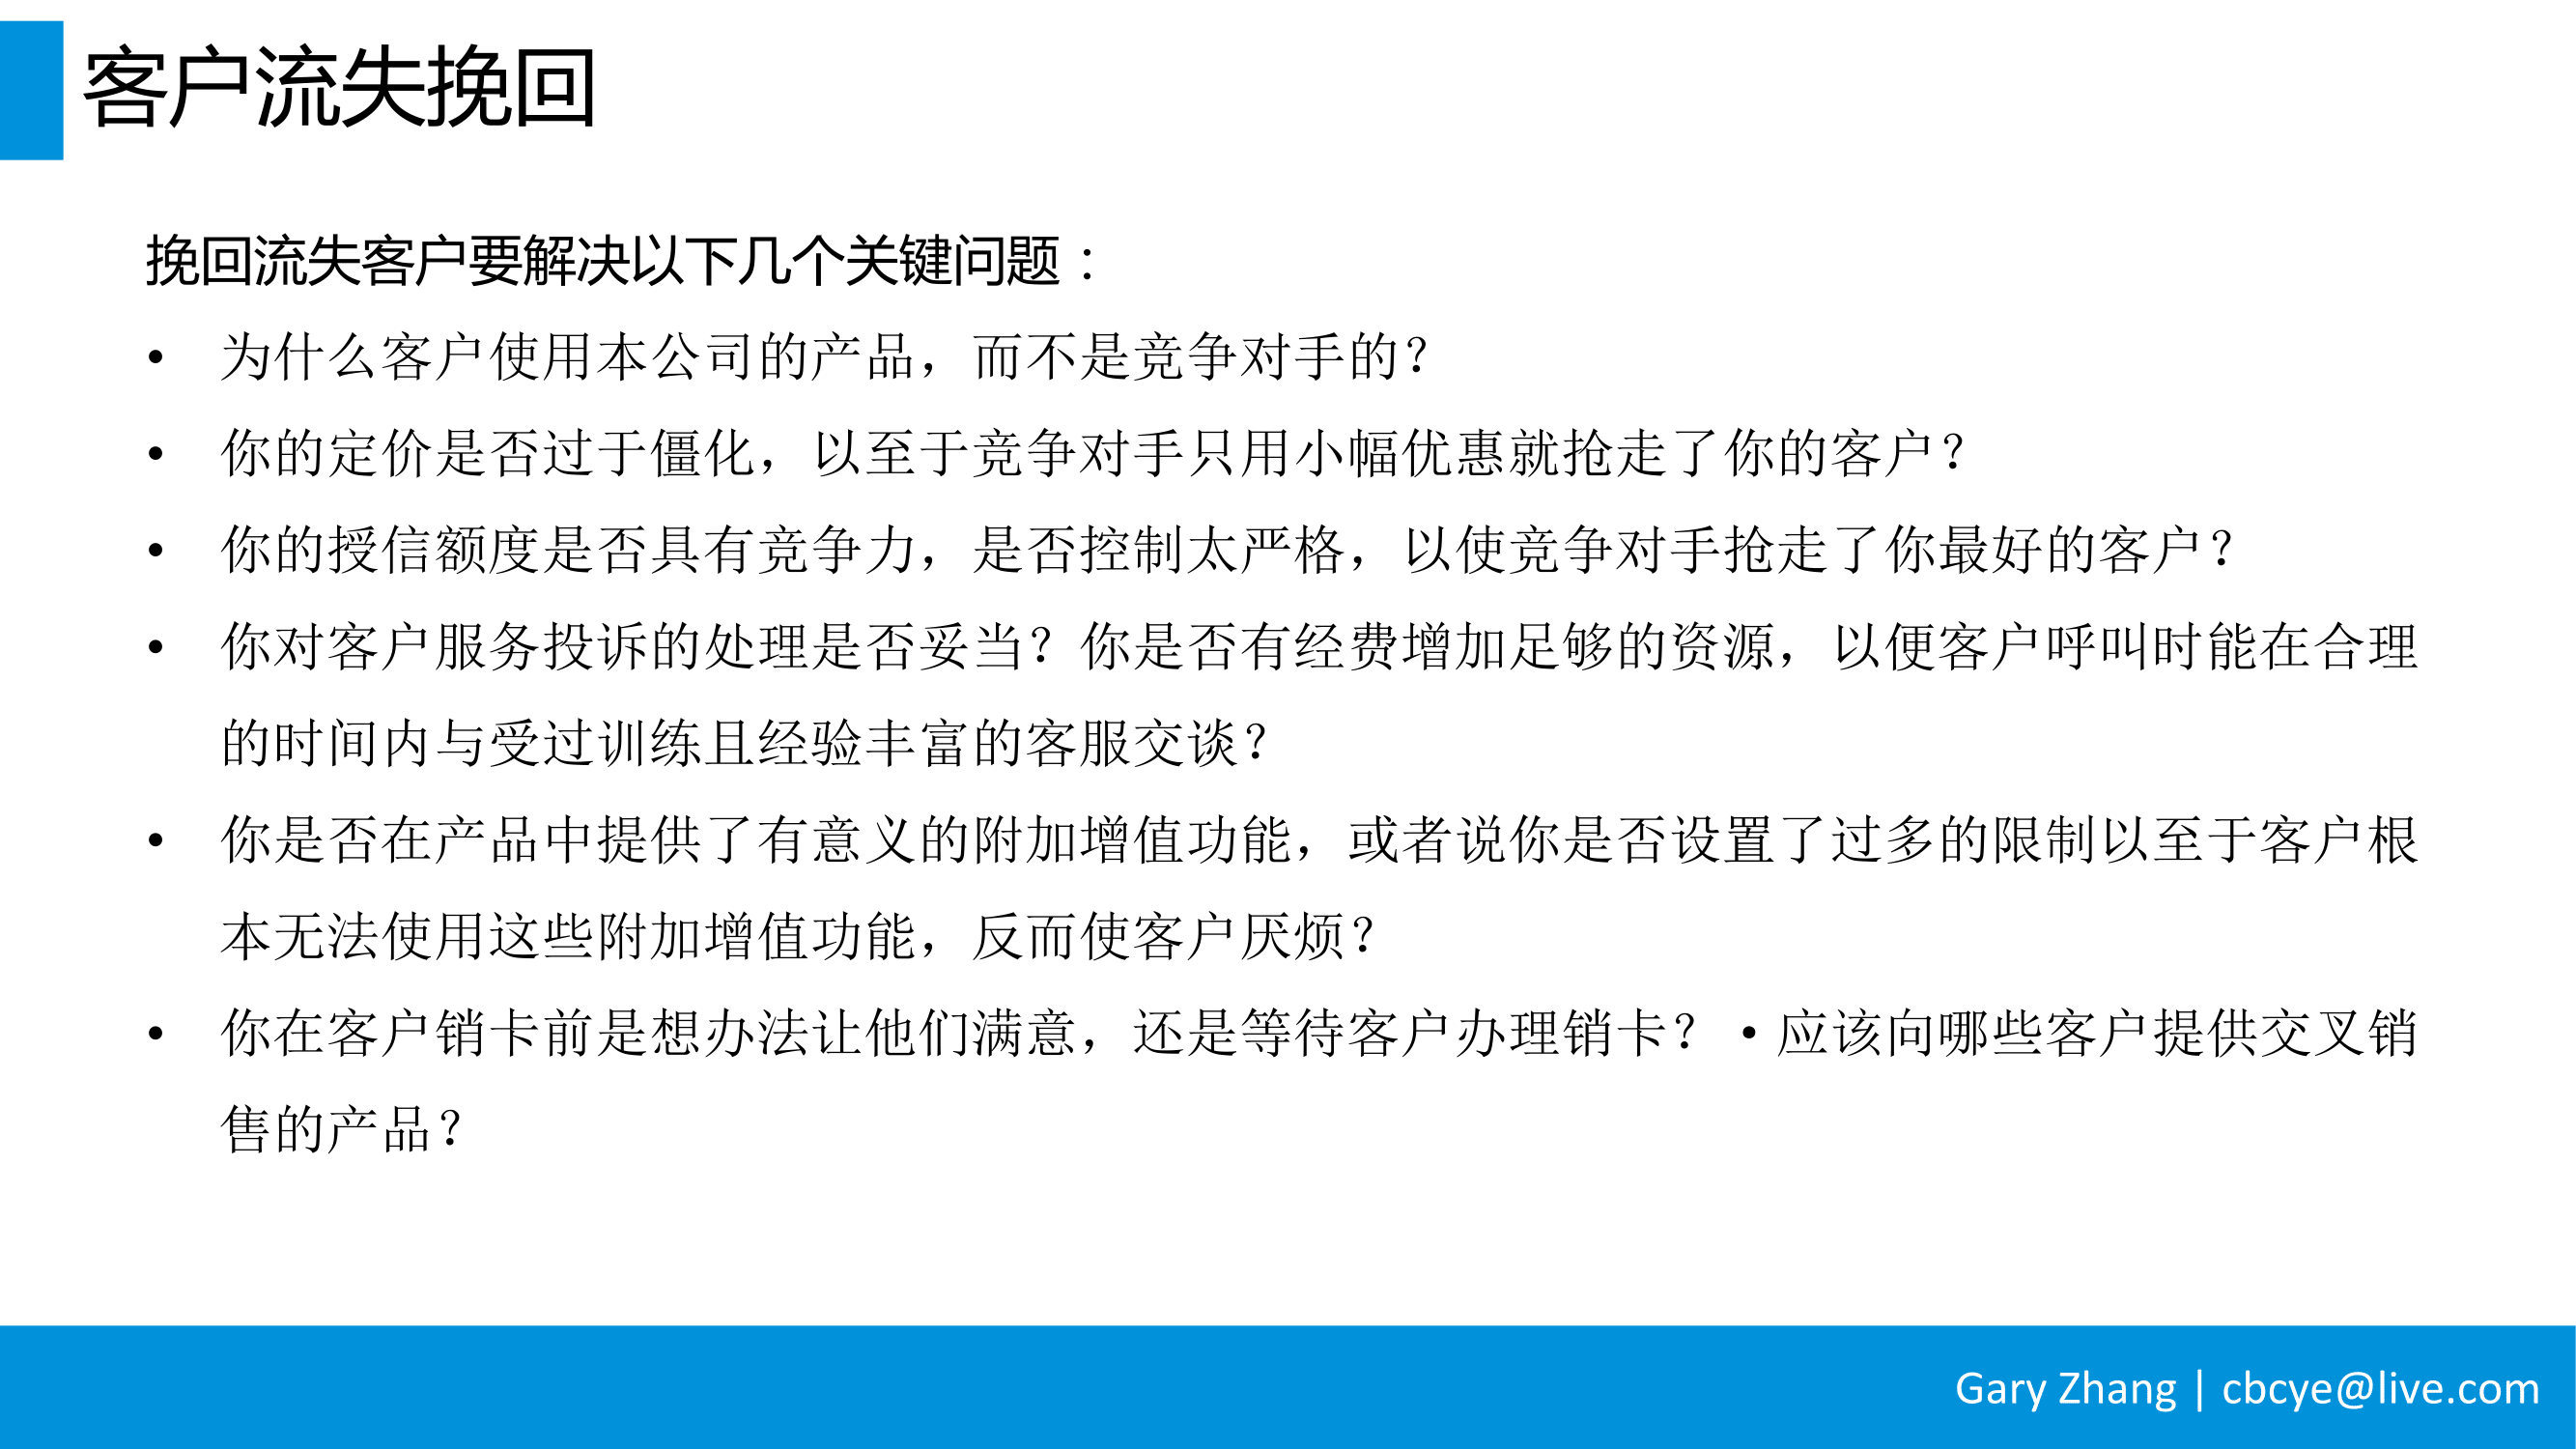 客户流失挽回
挽回流失客户要解决以下几个关键问题：
• 为什么客户使用本公司的产品，而不是竞争对手的？
• 你的定价是否过于僵化，以至于竞争对手只用小幅优惠就抢走了你的客户？
• 你的授信额度是否具有竞争力，是否控制太严格，以使竞争对手抢走了你最好的客户？
• 你对客户服务投诉的处理是否妥当？你是否有经费增加足够的资源，以便客户呼叫时能在合理
的时间内与受过训练且经验丰富的客服交谈？
• 你是否在产品中提供了有意义的附加增值功能，或者说你是否设置了过多的限制以至于客户根
本无法使用这些附加增值功能，反而使客户厌烦？
• 你在客户销卡前是想办法让他们满意，还是等待客户办理销卡？ •应该向哪些客户提供交叉销
售的产品？
Gary Zhang | cbcye@live.com